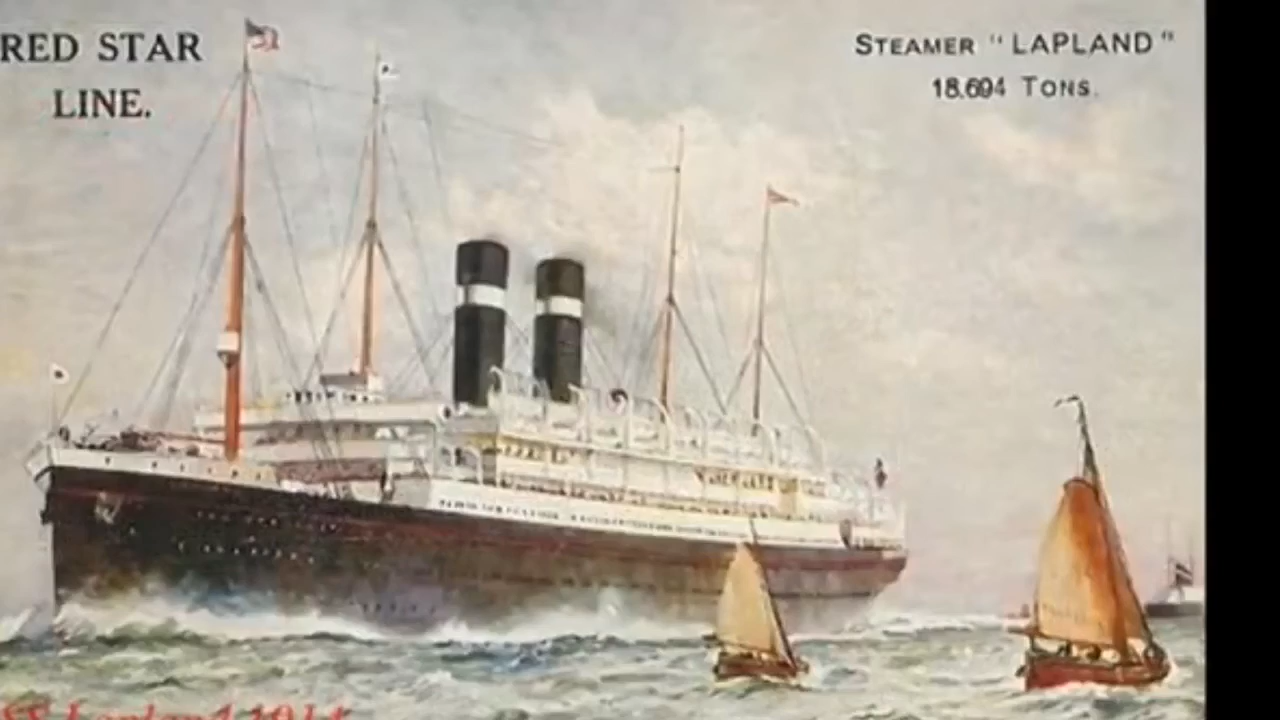 RED STAR
LINE.
STEAMER "LAPLAND"
18.694 TONS.